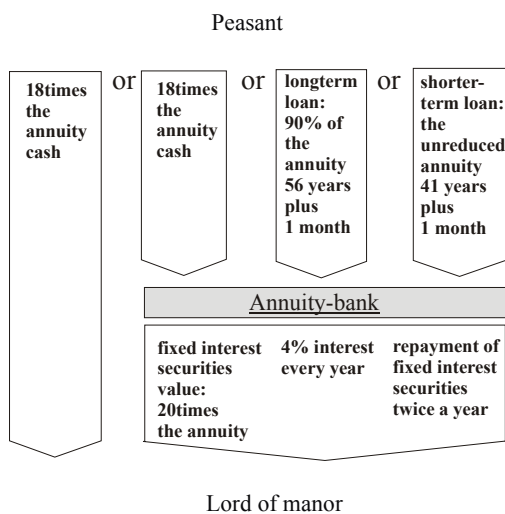 Peasant
18times
the
annuity
cash
or
18times
the
annuity
cash
or
longterm
loan:
90% of
the
annuity
56 years
plus
1 month
or
shorter-
term loan:
the
unreduced
annuity
41 years
plus
1 month
Annuity-bank
fixed interest
securities
value:
20times
the annuity
4% interest
every year
repayment of
fixed interest
securities
twice a year
Lord of manor